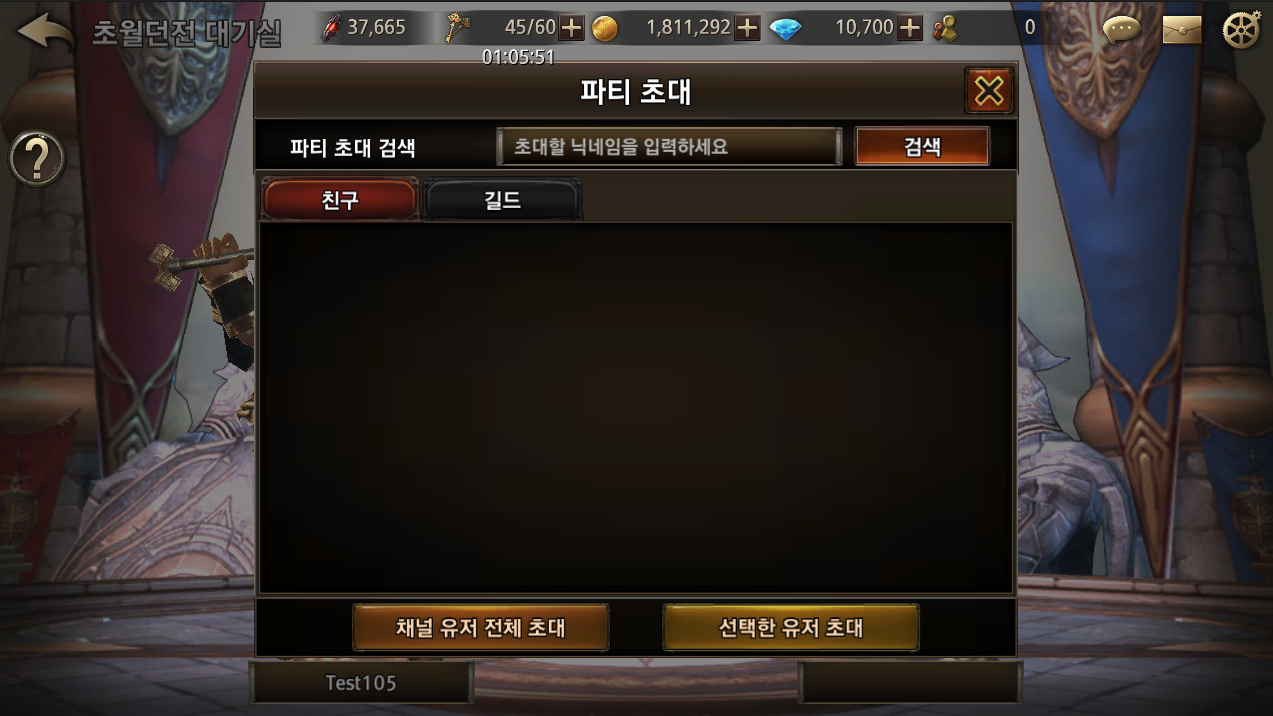 초월던전 대기실
37,665
45/60
1,811,292
10,700
0
01:05:51
파티 초대
?
파티 초대 검색
초대할 닉네임을 입력하세요
검색
친구
길드
채널 유저 전체 초대
선택한 유저 초대
Test105